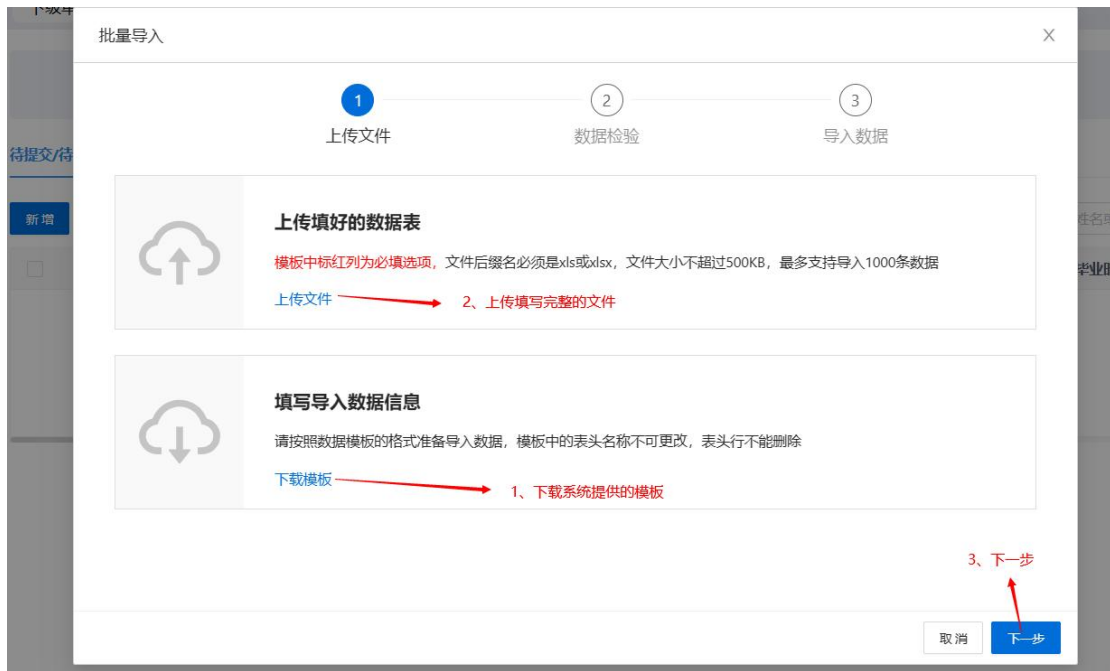 批量导入
X
1
2
3
上传文件
数据检验
导入数据
待提交/待
新增
上传填好的数据表
模板中标红列为必填选项，文件后缀名必须是xls或xlsx，文件大小不超过500KB，最多支持导入1000条数据
上传文件
2、上传填写完整的文件
填写导入数据信息
请按照数据模板的格式准备导入数据，模板中的表头名称不可更改，表头行不能删除
下载模板
1、下载系统提供的模板
3、下一步
取消
下一步